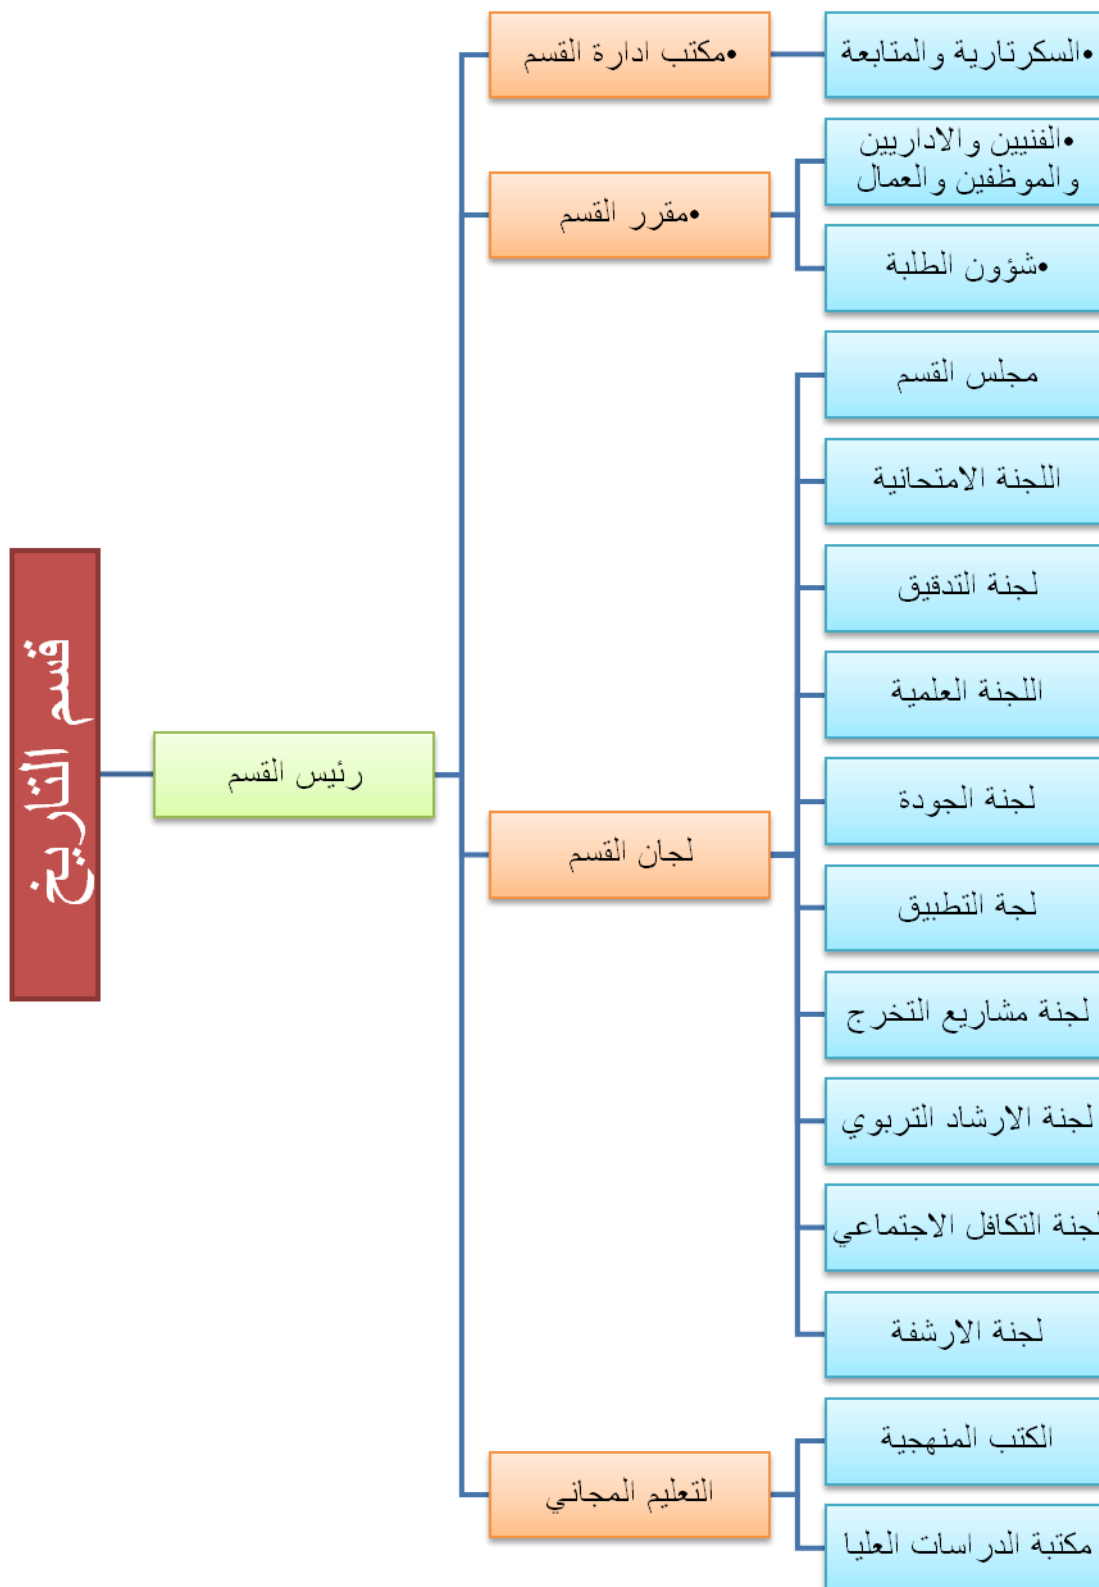 قسم التاريخ
رئيس القسم
•مكتب ادارة القسم
•السكرتارية والمتابعة
•مقرر القسم
•الفنيين والاداريين
والموظفين والعمال
•شؤون الطلبة
لجان القسم
مجلس القسم
اللجنة الامتحانية
لجنة التدقيق
اللجنة العلمية
لجنة الجودة
لجة التطبيق
لجنة مشاريع التخرج
لجنة الارشاد التربوي
لجنة التكافل الاجتماعي
لجنة الارشفة
التعليم المجاني
الكتب المنهجية
مكتبة الدراسات العليا